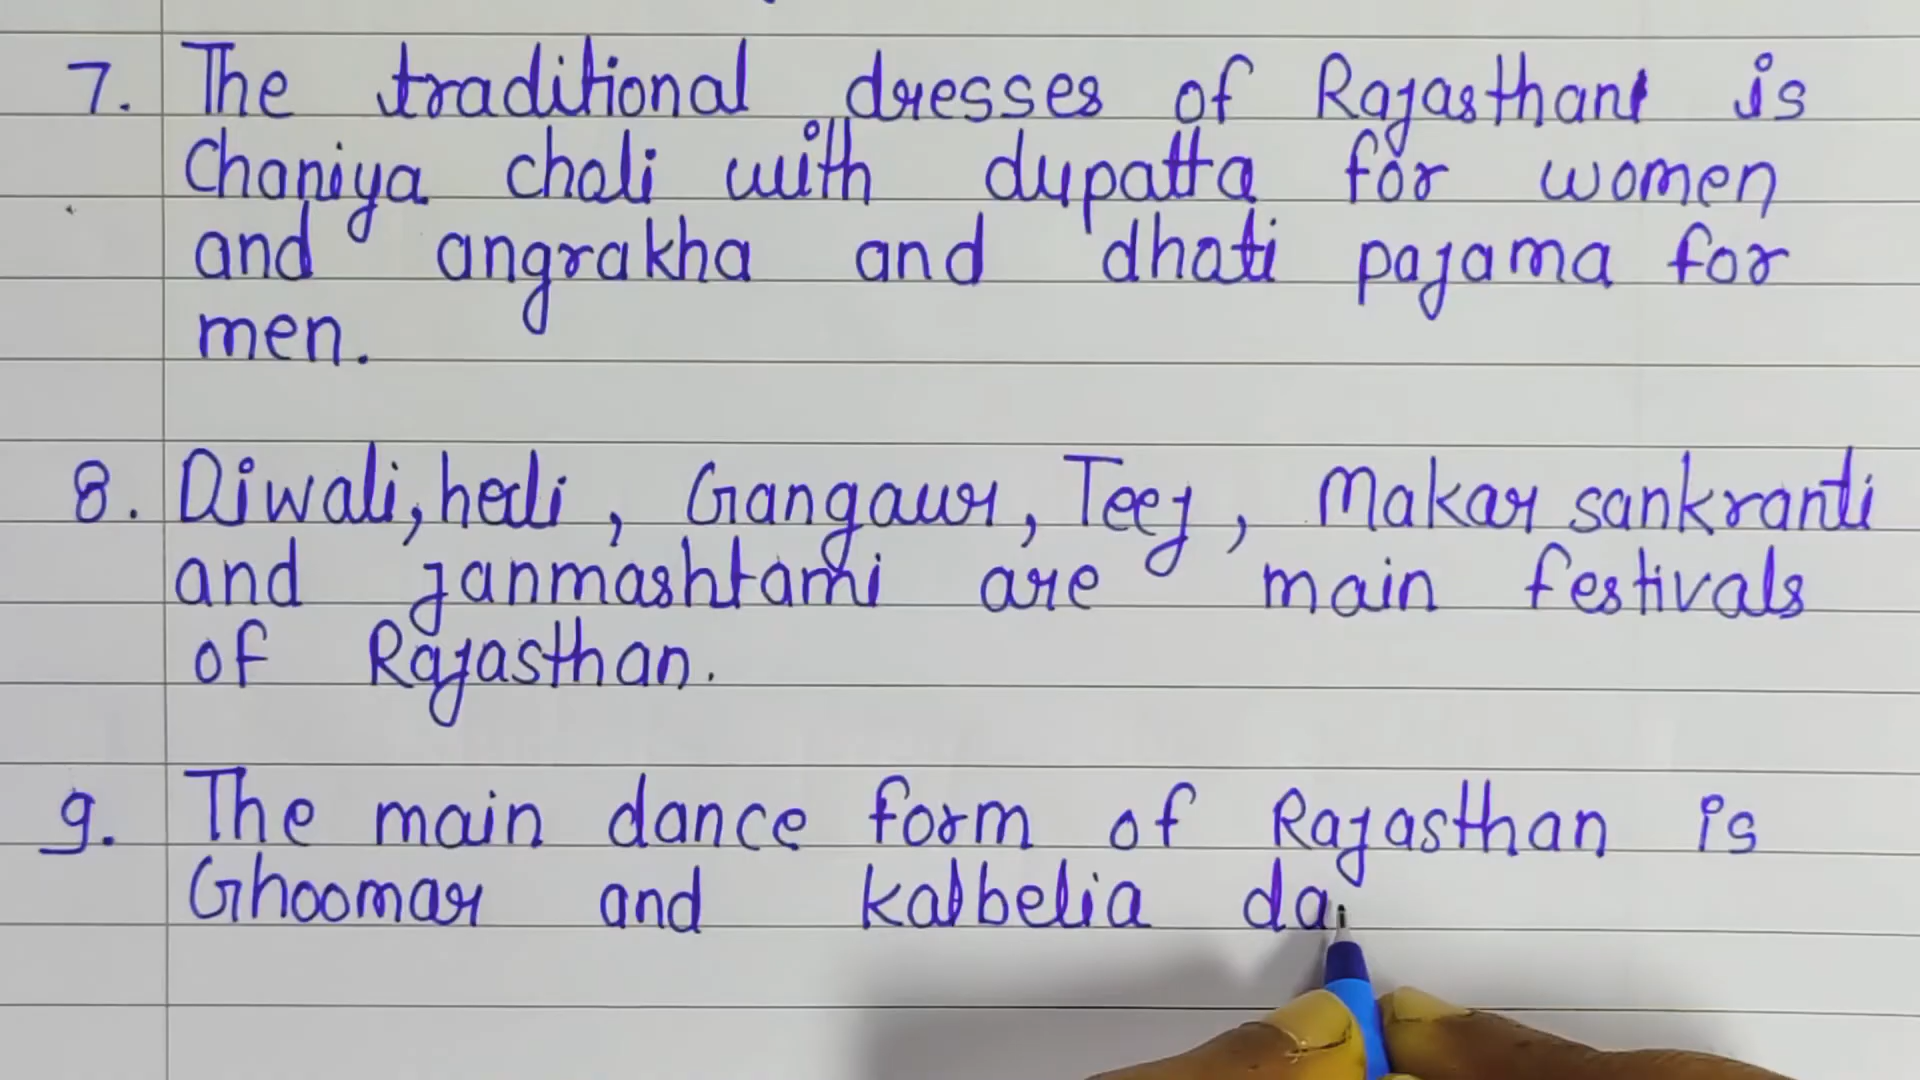 7. The traditional dresses of Rajasthan is
Chaniya choli with dupatta for women
and angrakha and dhoti pajama for
men.
8. Diwali, holi, Gangaur, Teej, Makar sankranti
and janmashtami are main festivals
of Rajasthan.
9. The main dance form of Rajasthan is
Ghoomar and kalbelia da